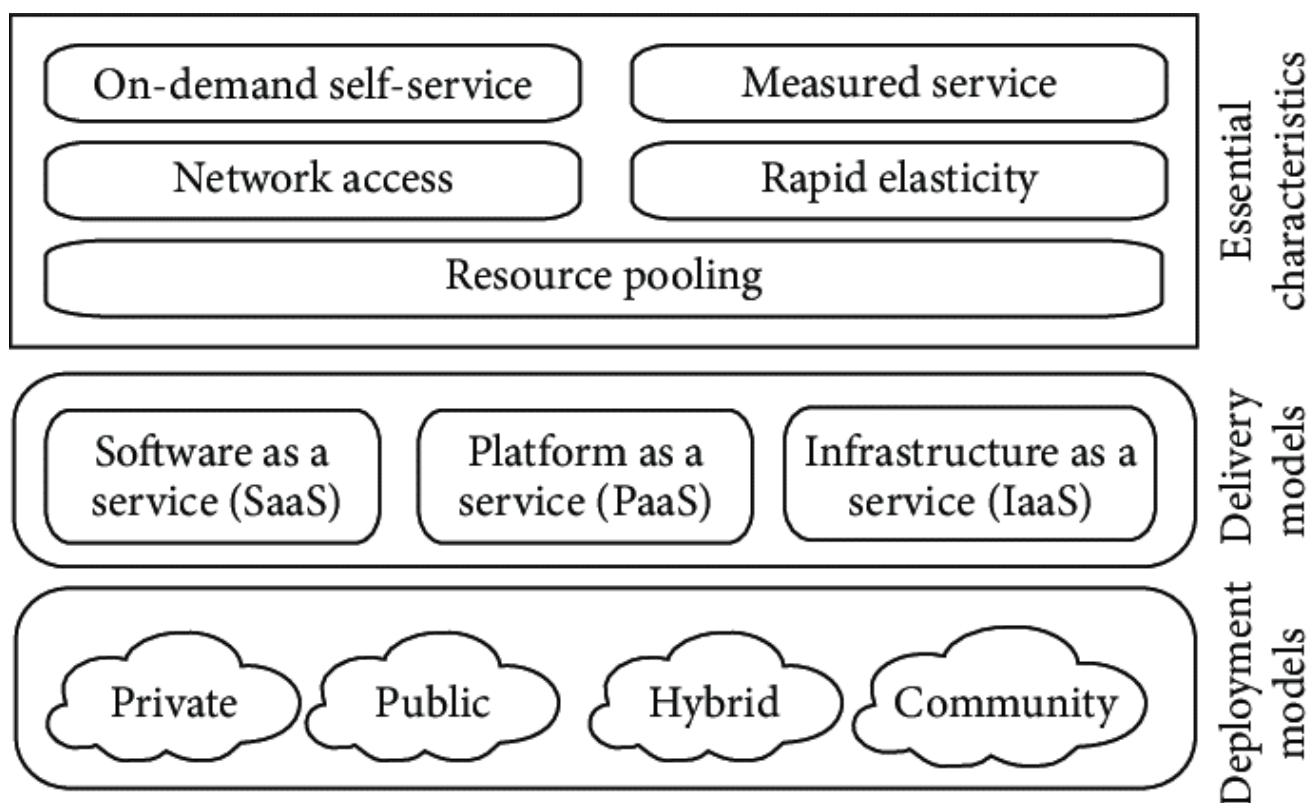 On-demand self-service
Measured service
Network access
Rapid elasticity
Resource pooling
Essential
characteristics
Software as a
service (SaaS)
Platform as a
service (PaaS)
Infrastructure as a
service (IaaS)
Delivery
models
Private
Public
Hybrid
Community
Deployment
models